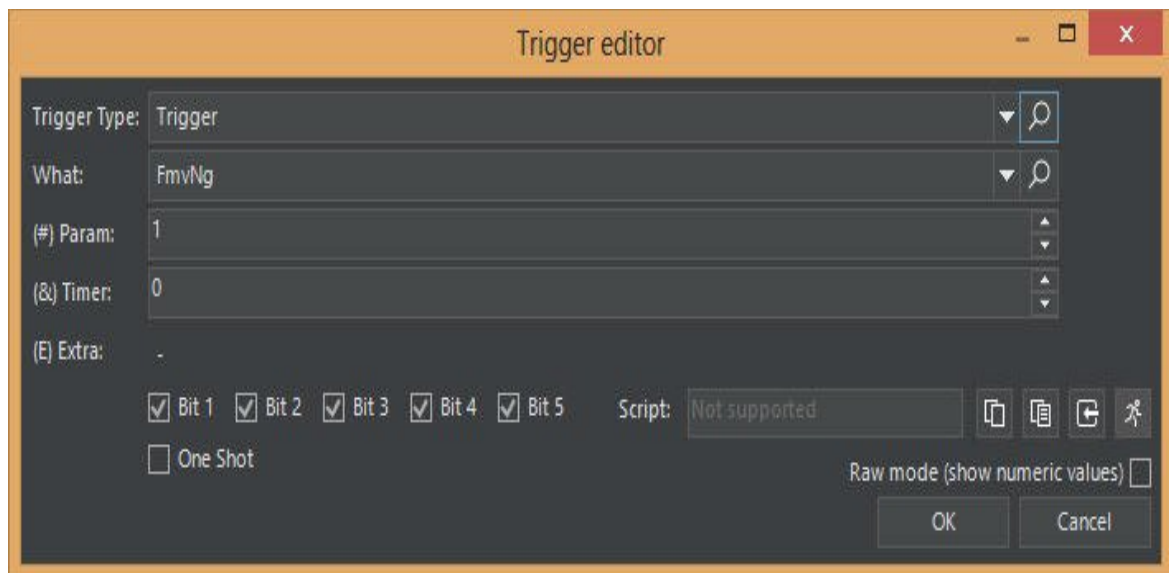 Trigger editor
Trigger Type: Trigger
What: FmvNg
(#) Param: 1
(&) Timer: 0
(E) Extra: -
Bit 1 Bit 2 Bit 3 Bit 4 Bit 5 Script: Not supported
One Shot
Raw mode (show numeric values)
OK Cancel